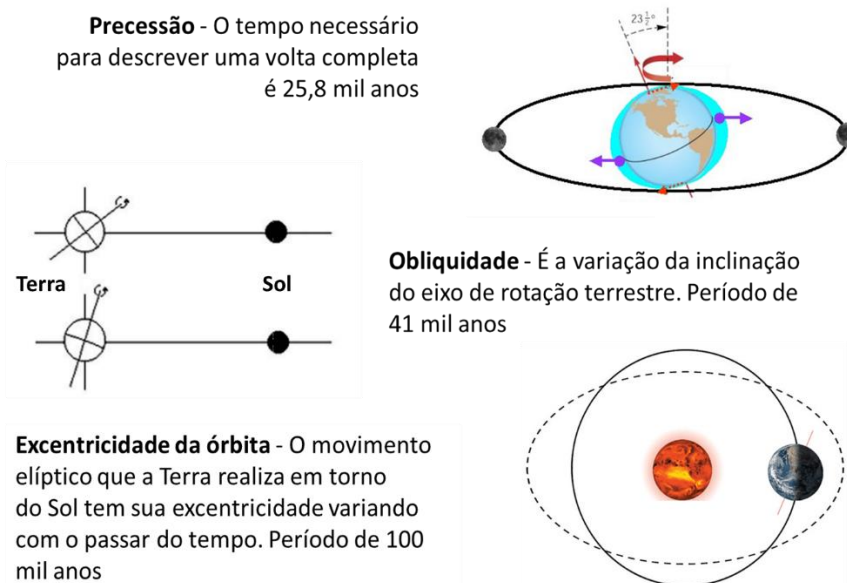 Precessão - O tempo necessário
para descrever uma volta completa
é 25,8 mil anos
23 1/2°
Terra
Sol
Obliquidade - É a variação da inclinação
do eixo de rotação terrestre. Período de
41 mil anos
Excentricidade da órbita - O movimento
elíptico que a Terra realiza em torno
do Sol tem sua excentricidade variando
com o passar do tempo. Período de 100
mil anos